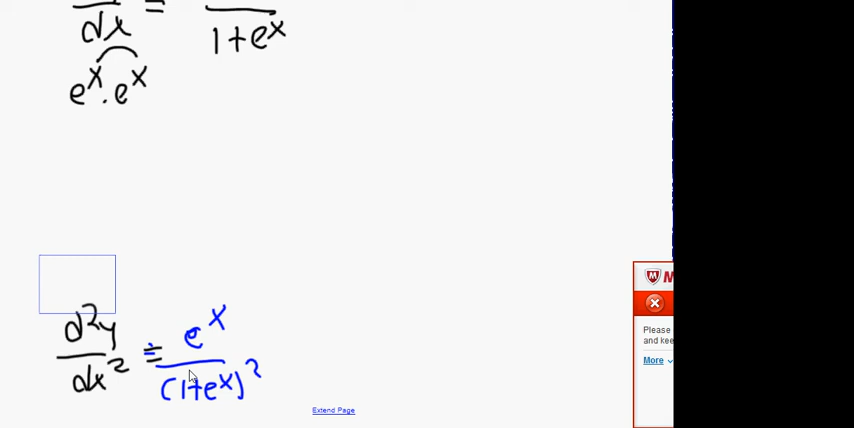 dx = 1+e^x
e^x . e^x
d²y/dx² = e^x/(1+e^x)²
M
Please
and kee
More
Extend Page